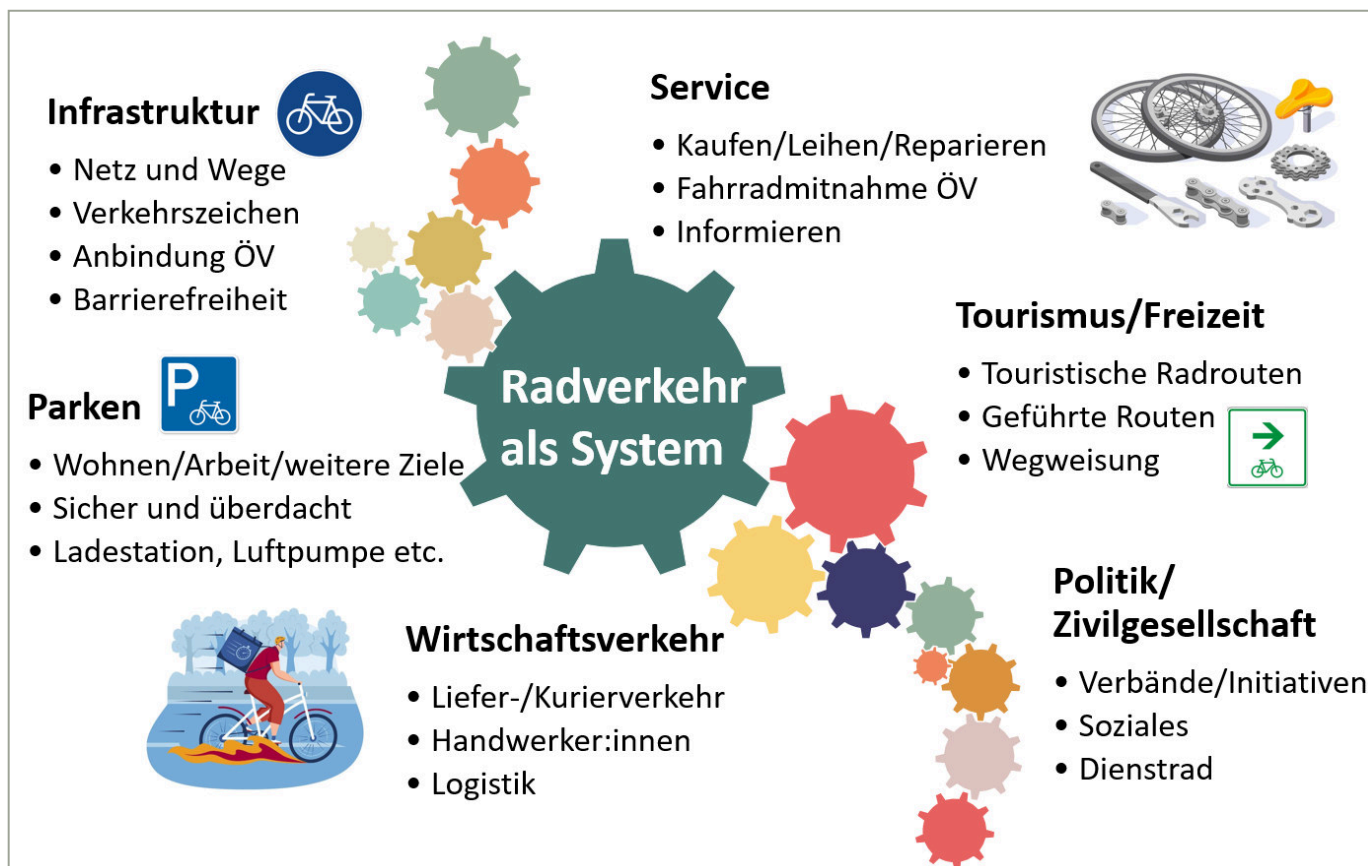 Infrastruktur
• Netz und Wege
• Verkehrszeichen
• Anbindung ÖV
• Barrierefreiheit
Service
• Kaufen/Leihen/Reparieren
• Fahrradmitnahme ÖV
• Informieren
Radverkehr
als System
Tourismus/Freizeit
• Touristische Radrouten
• Geführte Routen
• Wegweisung
Parken
P
• Wohnen/Arbeit/weitere Ziele
• Sicher und überdacht
• Ladestation, Luftpumpe etc.
Wirtschaftsverkehr
• Liefer-/Kurierverkehr
• Handwerker:innen
• Logistik
Politik/
Zivilgesellschaft
• Verbände/Initiativen
• Soziales
• Dienstrad